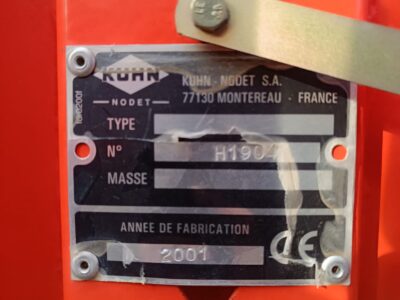 KUHN
NODET
KUHN - NODET S.A.
77130 MONTEREAU - FRANCE
TYPE
N° H1904
MASSE
ANNEE DE FABRICATION
2001
CE